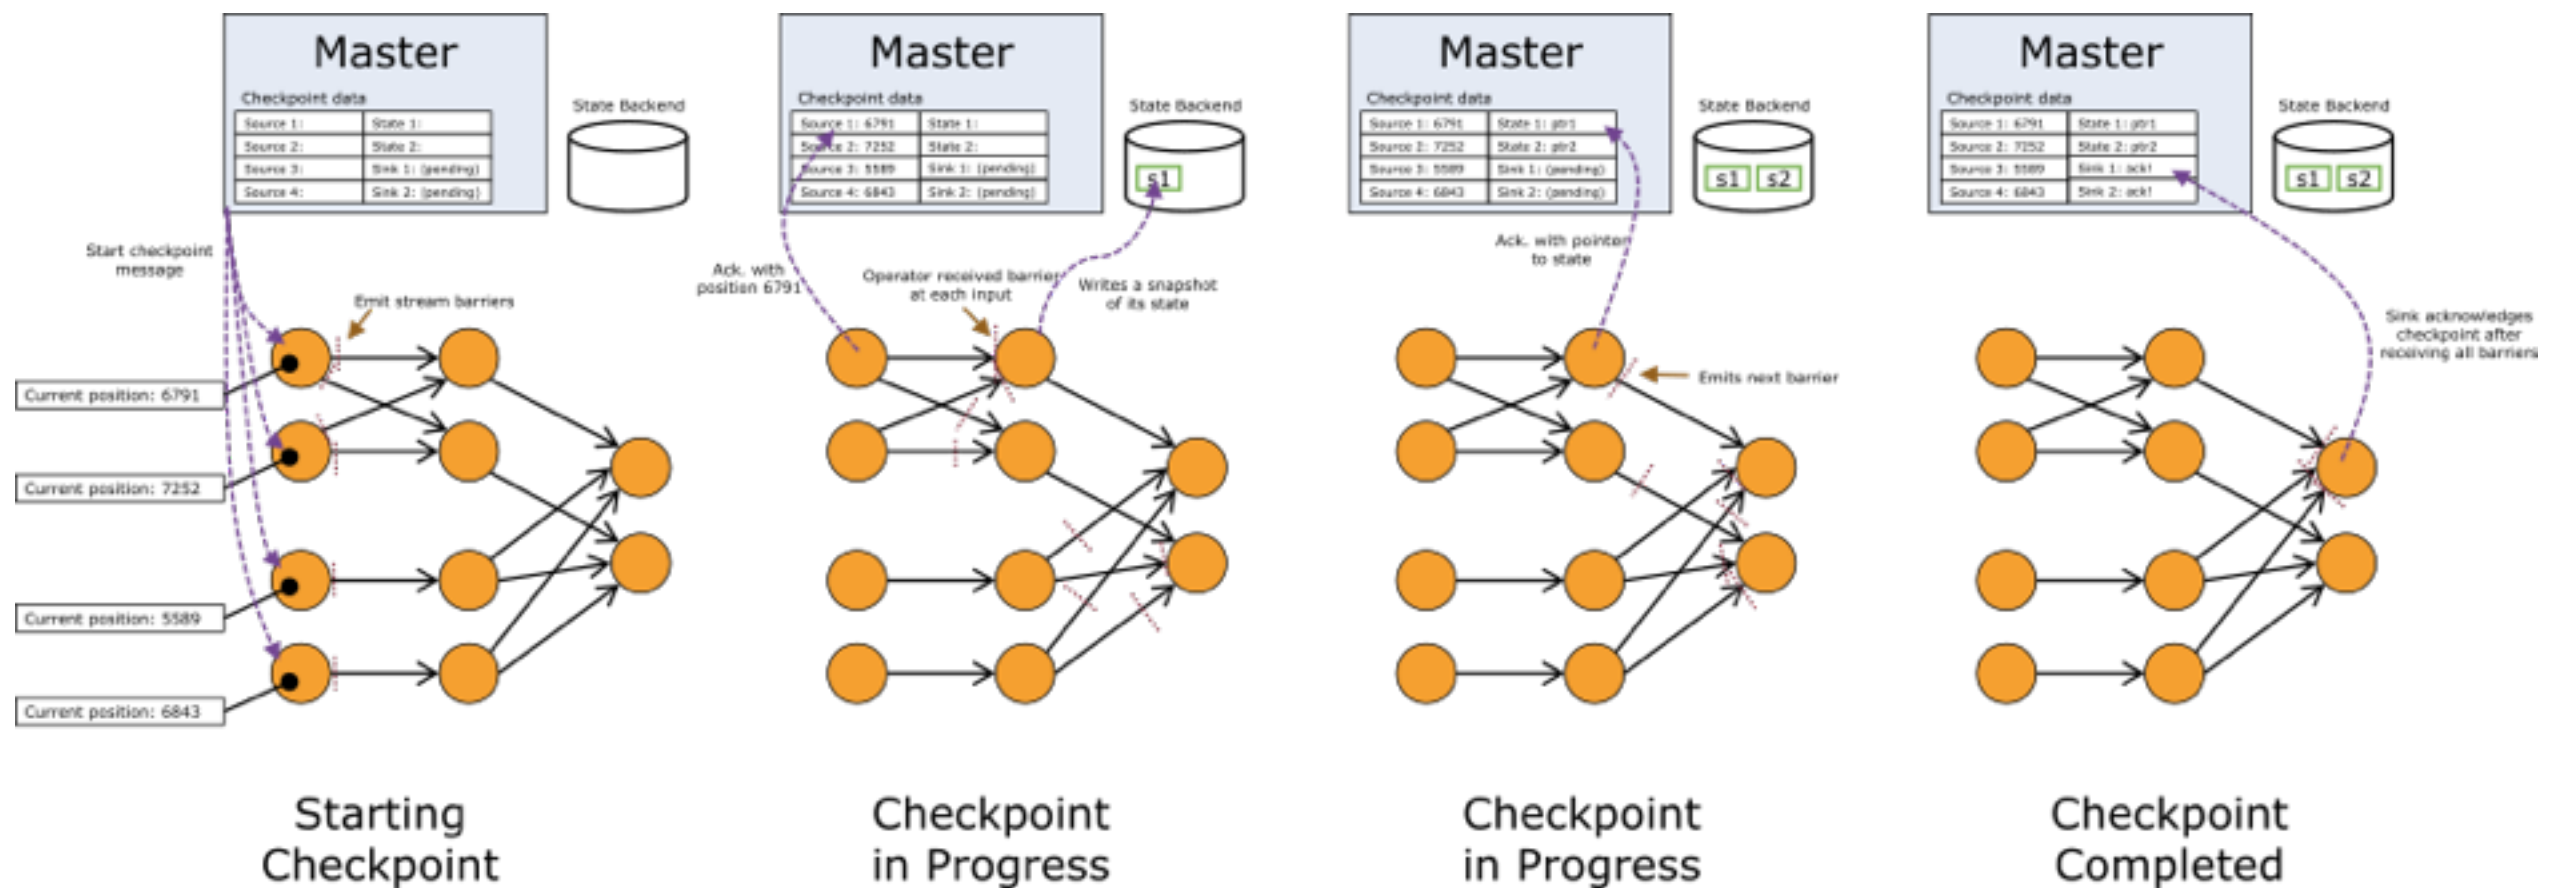 Master
Checkpoint data
Source 1:
State 1:
Source 2:
State 2:
Source 3:
Sink 1: (pending)
Source 4:
Sink 2: (pending)
State Backend
Start checkpoint
message
Emit stream barriers
Current position: 6791
Current position: 7252
Current position: 5589
Current position: 6843
Starting
Checkpoint
Master
Checkpoint data
Source 1: 6791
State 1:
Source 2: 7252
State 2:
Source 3: 5589
Sink 1: (pending)
Source 4: 6843
Sink 2: (pending)
State Backend
s1
Ack. with
position 6791
Operator received barrier
at each input
Writes a snapshot
of its state
Checkpoint
in Progress
Master
Checkpoint data
Source 1: 6791
State 1: ptr1
Source 2: 7252
State 2: ptr2
Source 3: 5589
Sink 1: (pending)
Source 4: 6843
Sink 2: (pending)
State Backend
s1
s2
Ack. with pointer
to state
Emits next barrier
Checkpoint
in Progress
Master
Checkpoint data
Source 1: 6791
State 1: ptr1
Source 2: 7252
State 2: ptr2
Source 3: 5589
Sink 1: ack!
Source 4: 6843
Sink 2: ack!
State Backend
s1
s2
Sink acknowledges
checkpoint after
receiving all barriers
Checkpoint
Completed